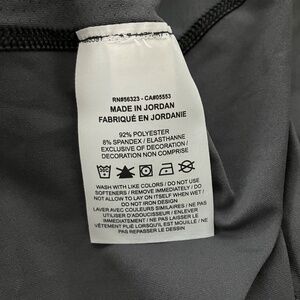 RN#56323 - CA#05553
MADE IN JORDAN
FABRIQUÉ EN JORDANIE
92% POLYESTER
8% SPANDEX / ELASTHANNE
EXCLUSIVE OF DECORATION /
DECORATION NON COMPRISE
WASH WITH LIKE COLORS / DO NOT USE
SOFTENERS / REMOVE IMMEDIATELY / DO
NOT ALLOW TO LAY ON ITSELF WHEN WET /
DO NOT IRON DESIGN
LAVER AVEC COULEURS SIMILAIRES / NE PAS
UTILISER D'ADOUCISSEUR / ENLEVER
IMMEDIATEMENT / NE PAS LAISSER LE
VÊTEMENT PLIÉ LORSQU'IL EST MOUILLÉ / NE
PAS REPASSER LE DESSIN